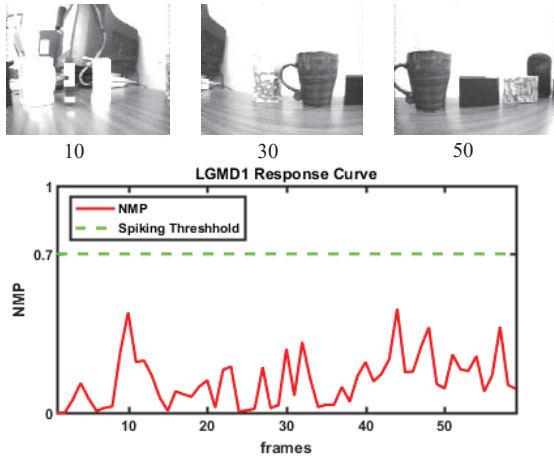 10 30 50
LGMD1 Response Curve
1
NMP
Spiking Threshhold
0.7
NMP
0
10 20 30 40 50
frames